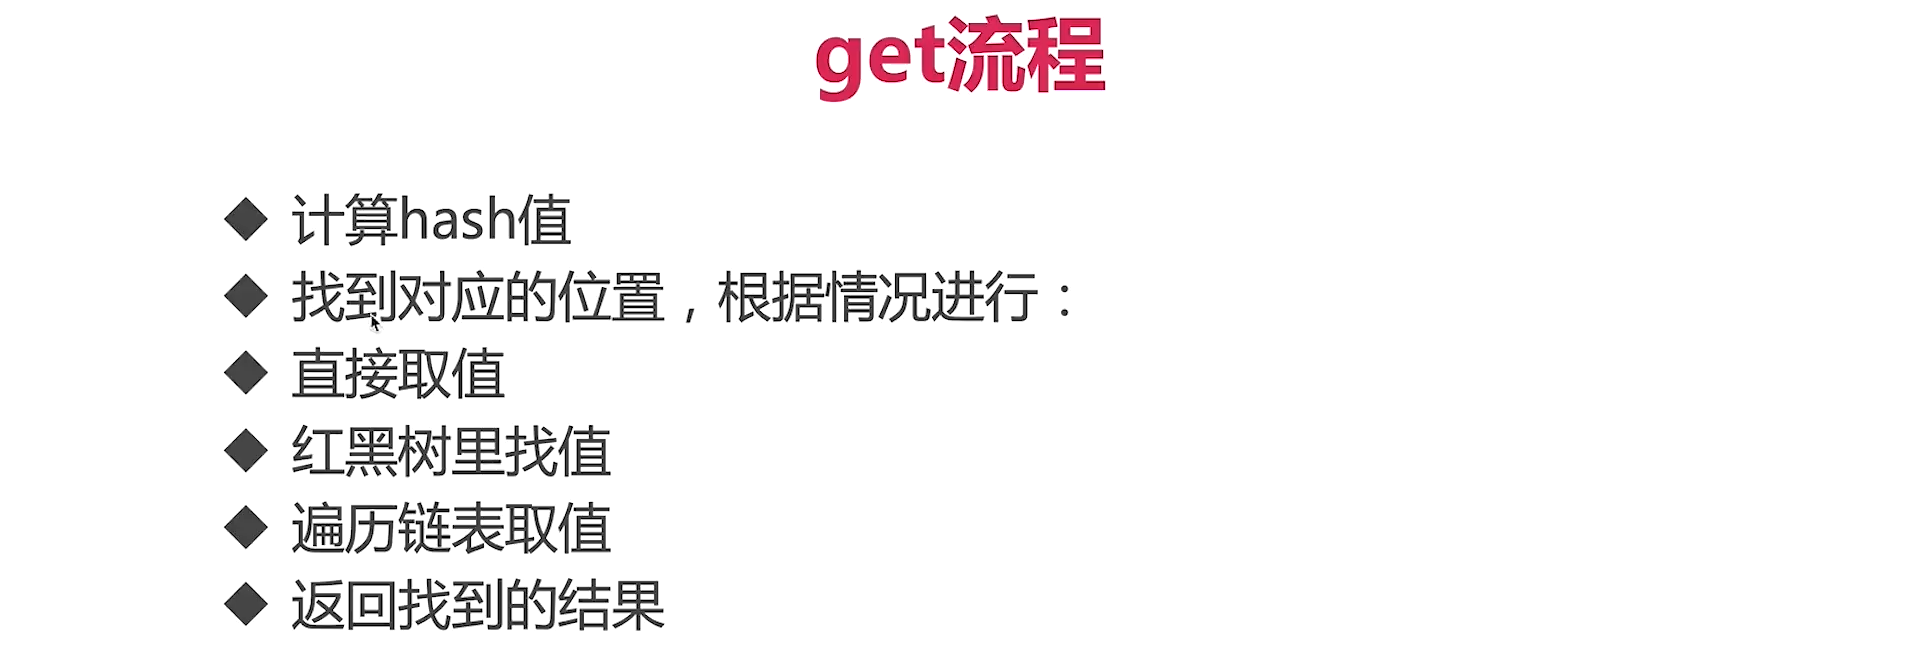 get流程
计算hash值
找到对应的位置，根据情况进行：
直接取值
红黑树里找值
遍历链表取值
返回找到的结果